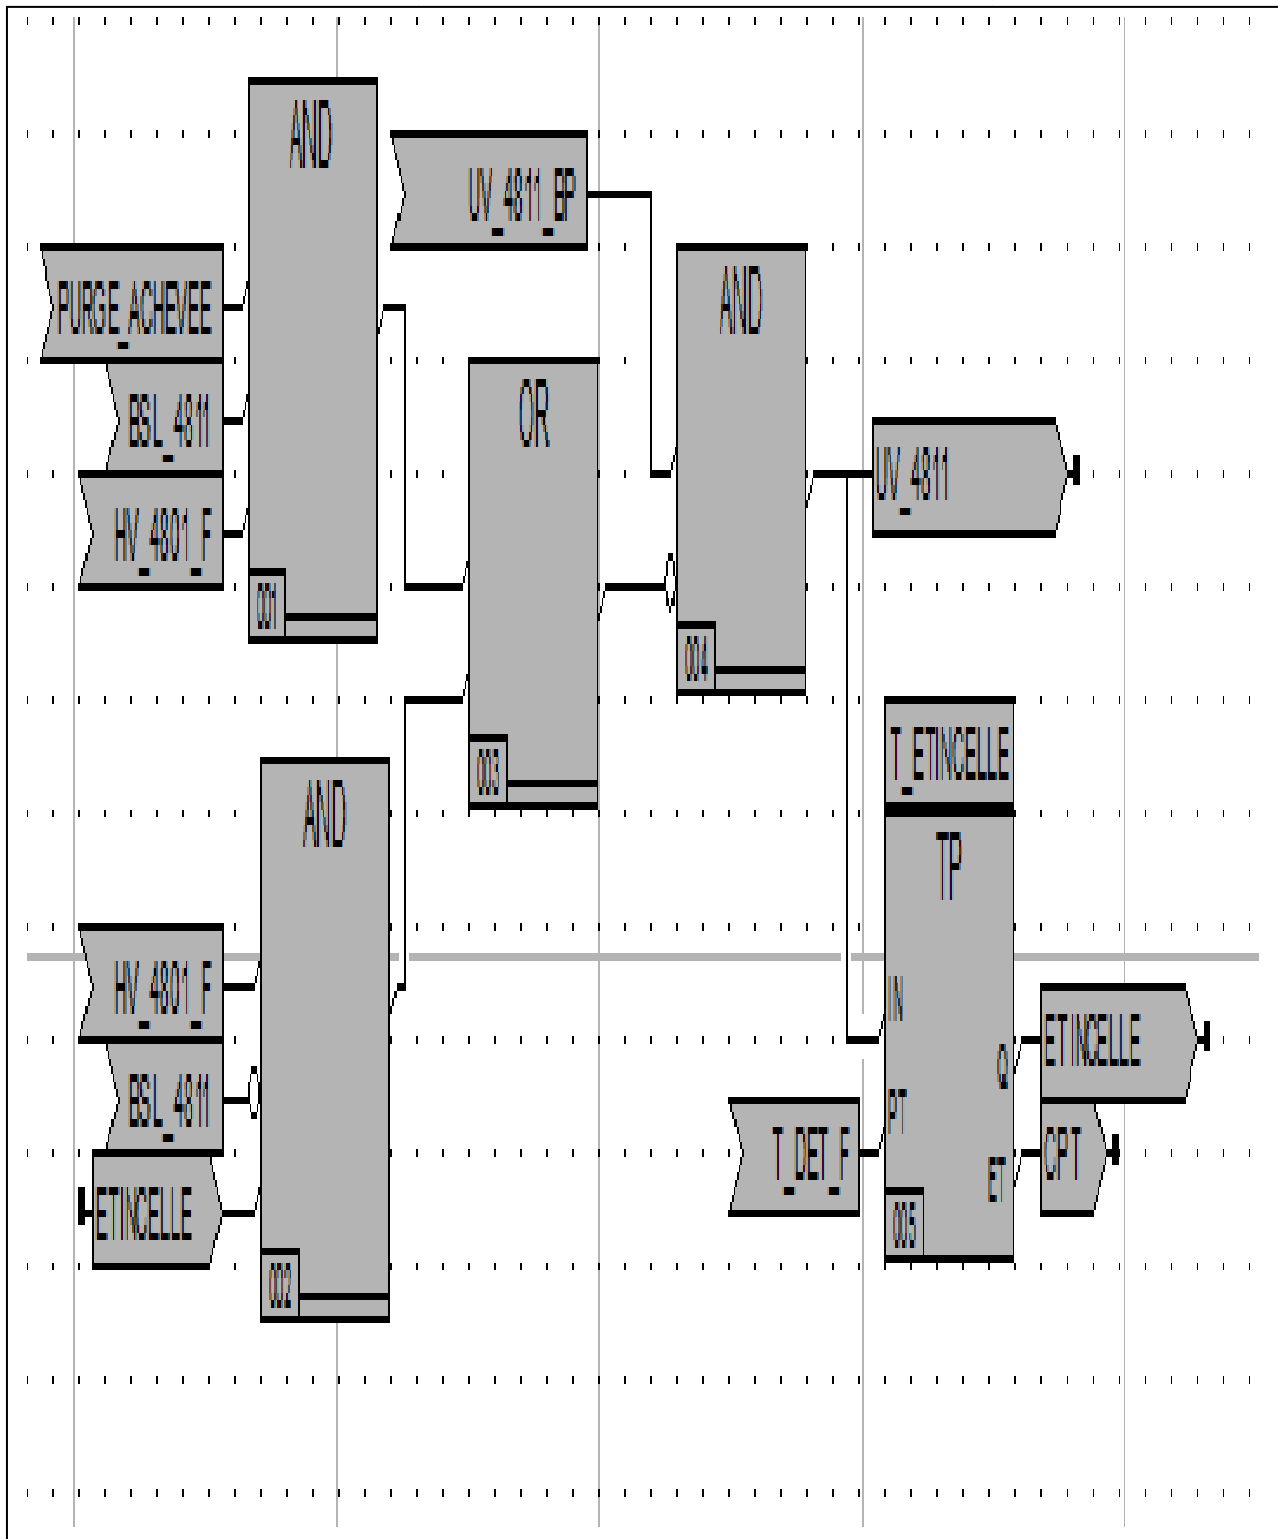 AND
UV_4811_BP
PURGE_ACHEVEE
AND
BSL_4811
OR
UV_4811
HV_4801_F
001
004
T_ETINCELLE
003
AND
TP
HV_4801_F
IN
ETINCELLE
Q
BSL_4811
PT
T_DET_F
CPT
ET
ETINCELLE
005
002